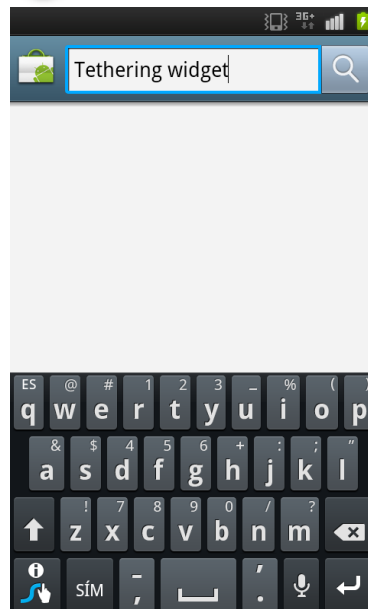 3G+
Tethering widget
ES @ # 1 2 3 _ % ( )
q w e r t y u i o p
& $ 4 5 6 + : ; "
a s d f g h j k l
! 7 8 9 0 / ?
z x c v b n m
SÍM - , ' .